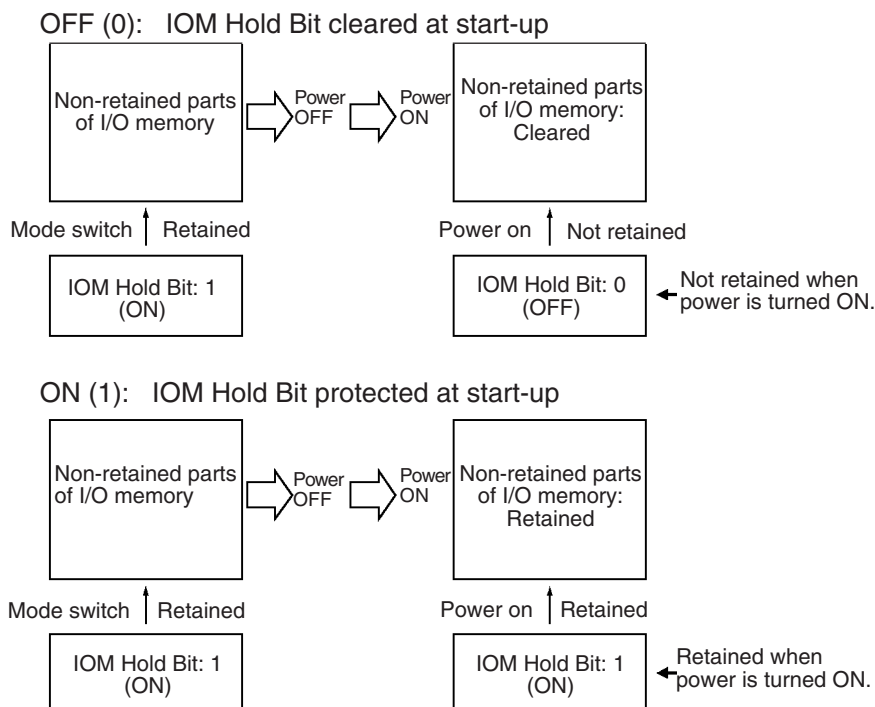 OFF (0): IOM Hold Bit cleared at start-up
Non-retained parts
of I/O memory
Power
OFF
Power
ON
Non-retained parts
of I/O memory:
Cleared
Mode switch
Retained
Power on
Not retained
IOM Hold Bit: 1
(ON)
IOM Hold Bit: 0
(OFF)
Not retained when
power is turned ON.
ON (1): IOM Hold Bit protected at start-up
Non-retained parts
of I/O memory
Power
OFF
Power
ON
Non-retained parts
of I/O memory:
Retained
Mode switch
Retained
Power on
Retained
IOM Hold Bit: 1
(ON)
IOM Hold Bit: 1
(ON)
Retained when
power is turned ON.